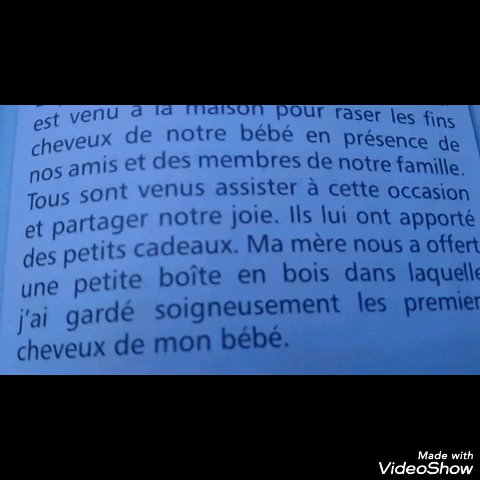 est venu à la maison pour raser les fins
cheveux de notre bébé en présence de
nos amis et des membres de notre famille.
Tous sont venus assister à cette occasion
et partager notre joie. Ils lui ont apporté
des petits cadeaux. Ma mère nous a offert
une petite boîte en bois dans laquelle
j'ai gardé soigneusement les premier
cheveux de mon bébé.
Made with
VideoShow